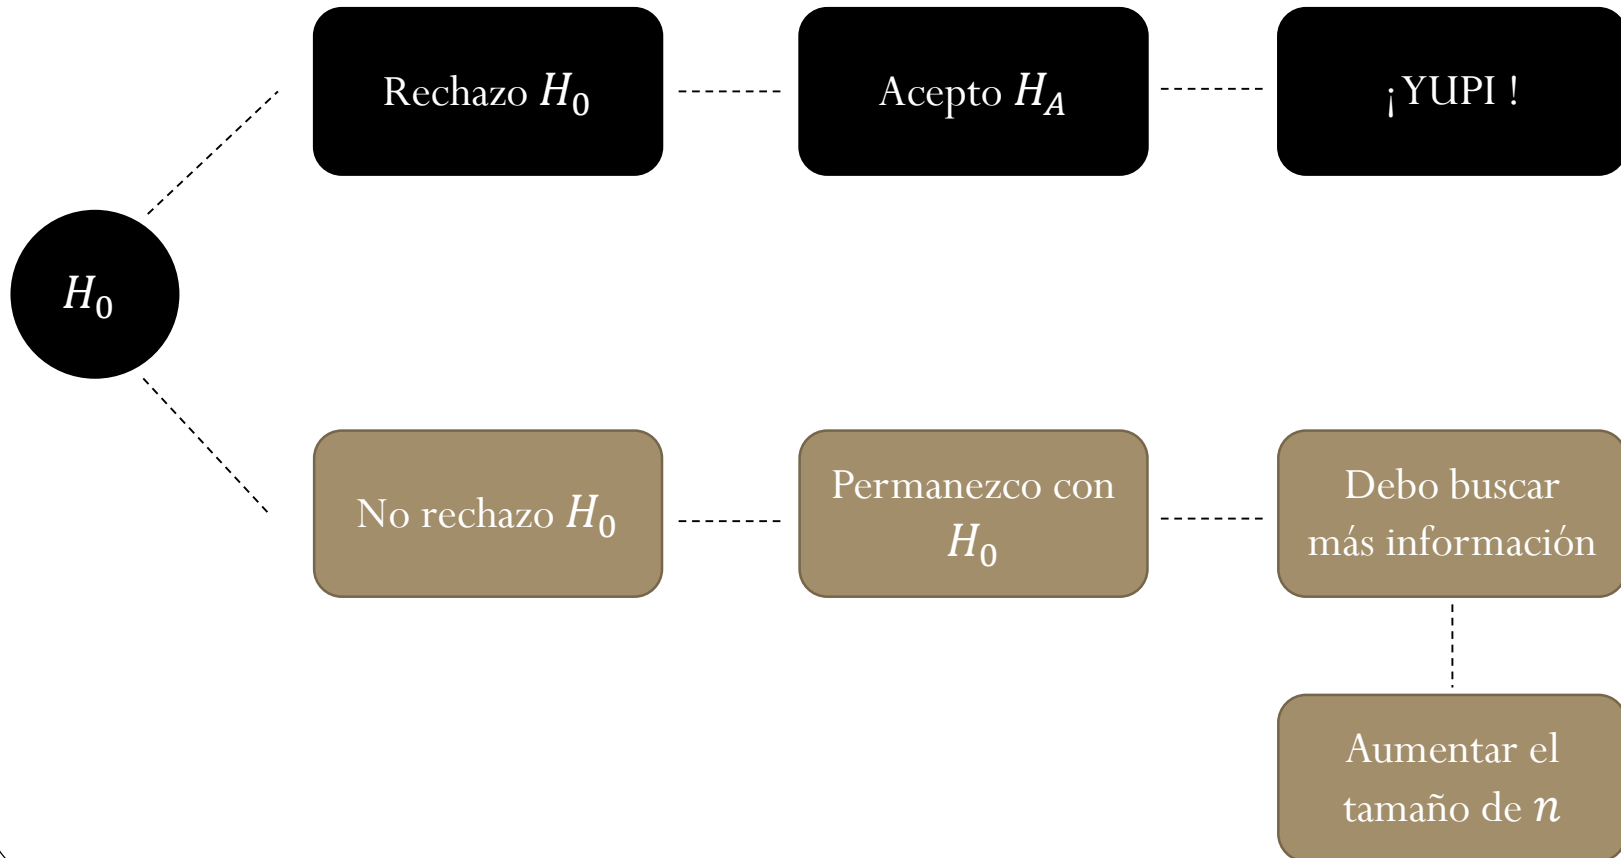 Rechazo H₀
Acepto H_A
¡YUPI !
H₀
No rechazo H₀
Permanezco con
H₀
Debo buscar
más información
Aumentar el
tamaño de n